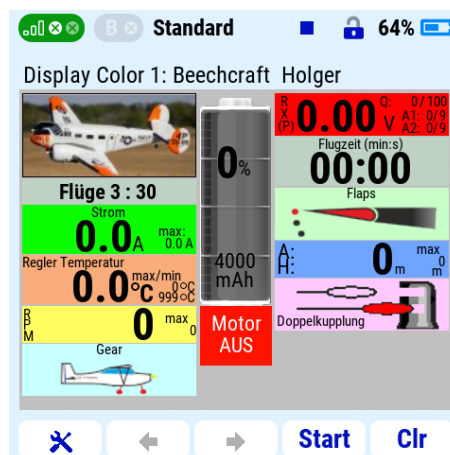 B Standard 64%
Display Color 1: Beechcraft Holger
Flüge 3 : 30
Strom
0.0 A max: 0.0 A
Regler Temperatur
0.0 °C max/min 0°C 999°C
RPM 0 max 0
Gear
0%
4000
mAh
Motor
AUS
RX(P) 0.00 V Q: 0/100 A1: 0/9 A2: 0/9
Flugzeit (min:s)
00:00
Flaps
A: H: 0 m max 0 m
Doppelkupplung
Start Clr